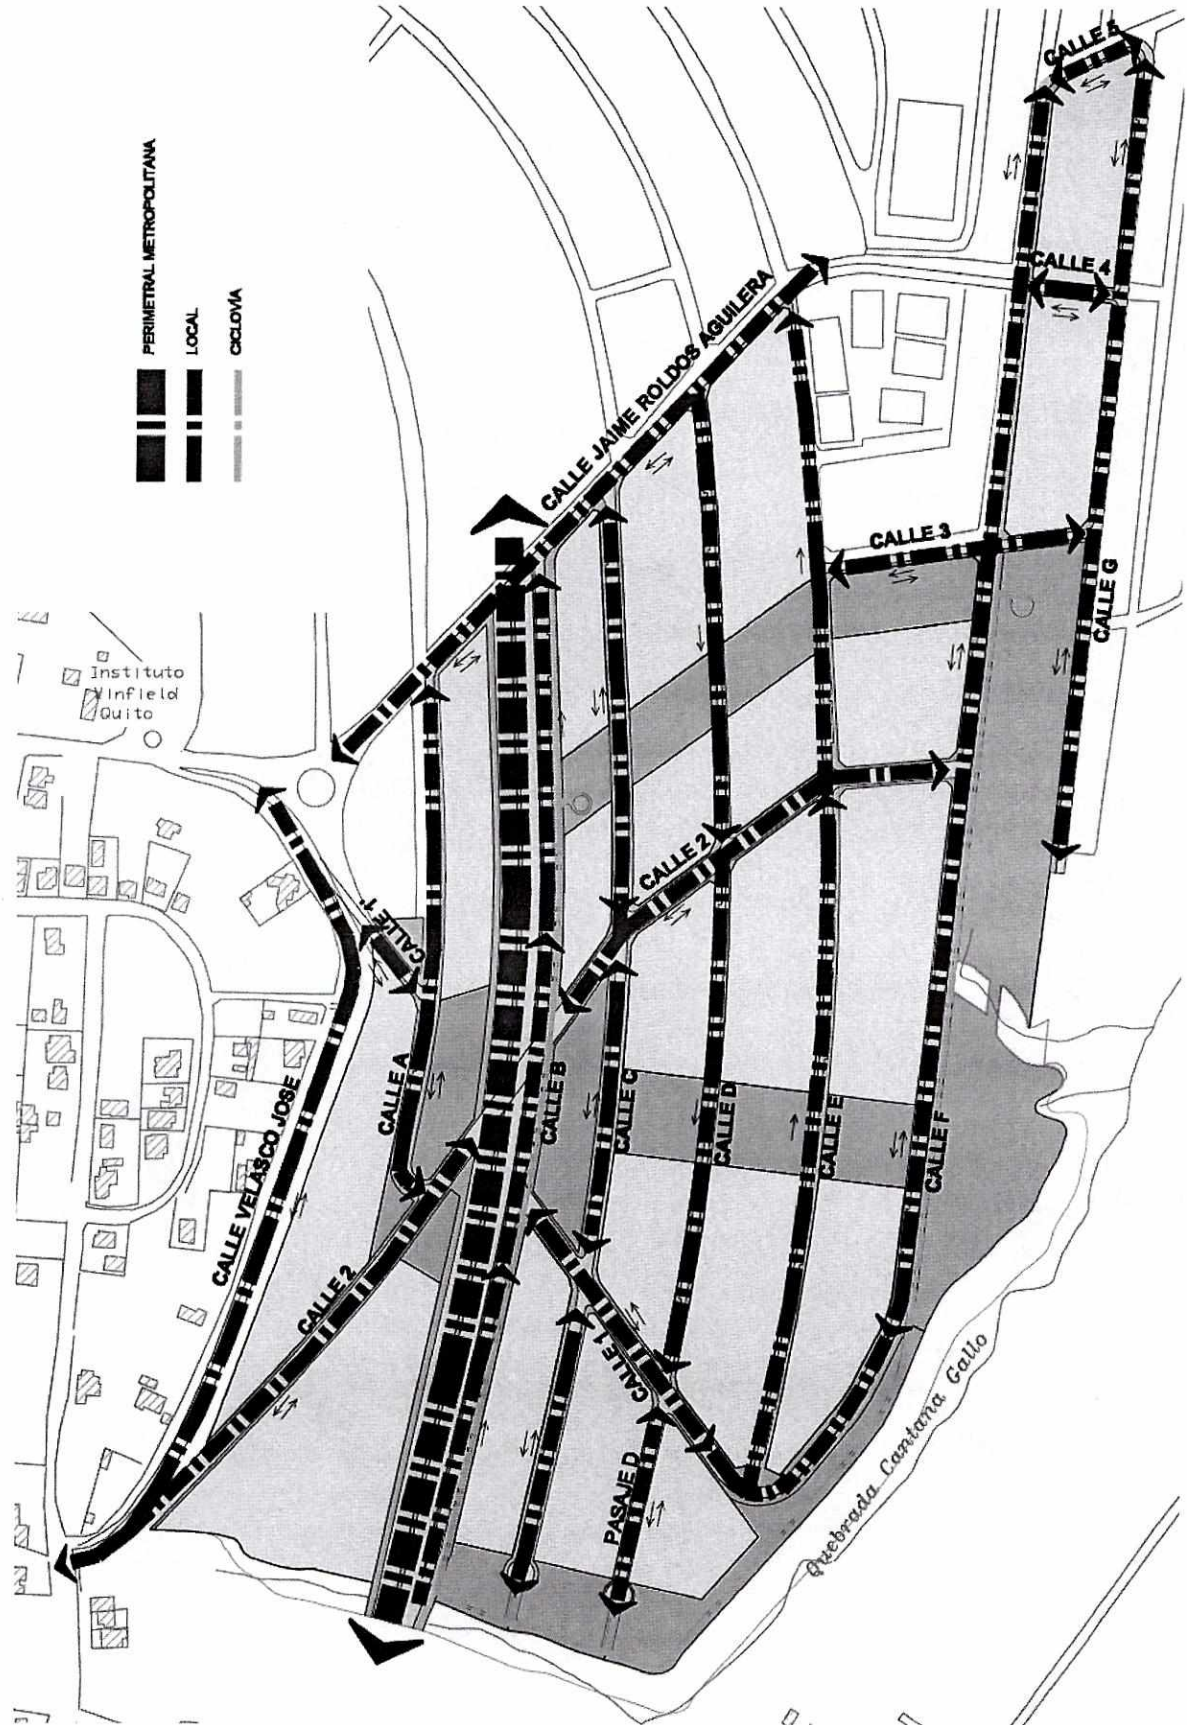 PERIMETRAL METROPOLITANA
LOCAL
CICLOVÍA
CALLE 5
CALLE 4
CALLE JAIME ROLDOS AGUILERA
CALLE 3
CALLE G
Instituto
Winfield
Quito
CALLE 2
CALLE 1'
CALLE A
CALLE B
CALLE C
CALLE D
CALLE E
CALLE F
CALLE VELASCO JOSE
CALLE 2
CALLE 1
PASAJE D
Quebrada Cantana Gallo